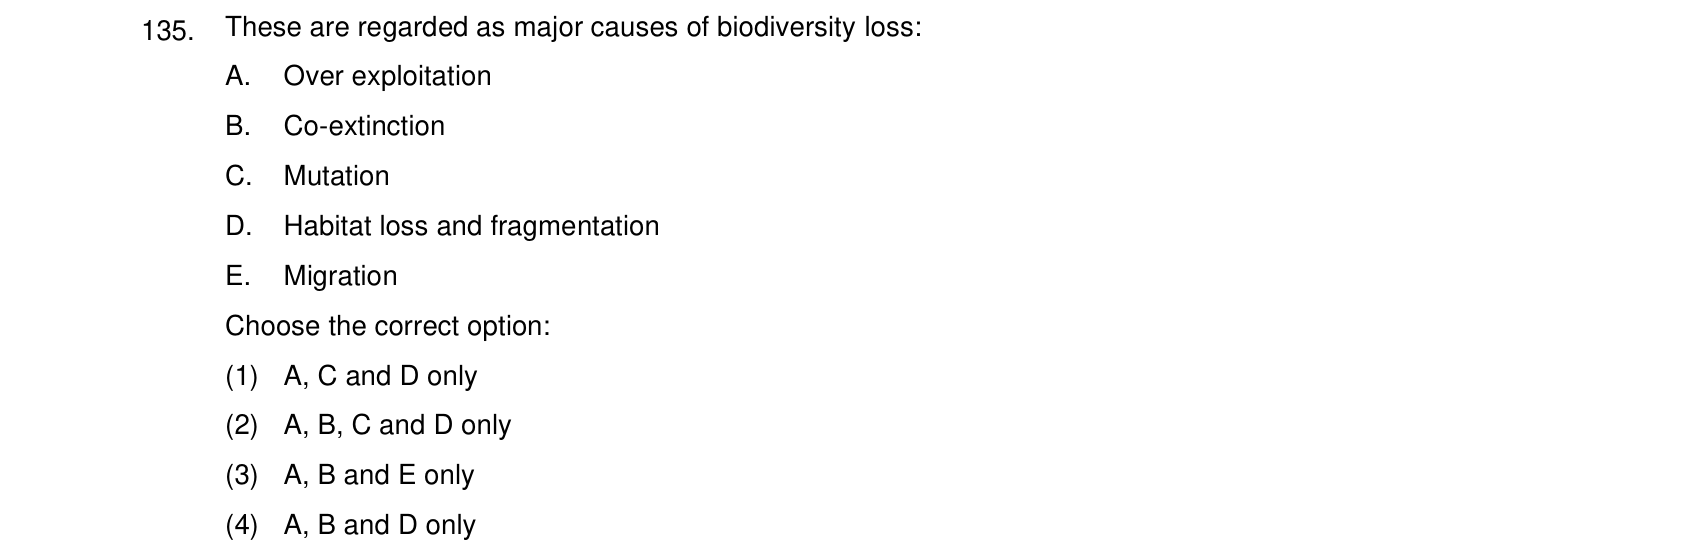 135. These are regarded as major causes of biodiversity loss:
A. Over exploitation
B. Co-extinction
C. Mutation
D. Habitat loss and fragmentation
E. Migration
Choose the correct option:
(1) A, C and D only
(2) A, B, C and D only
(3) A, B and E only
(4) A, B and D only